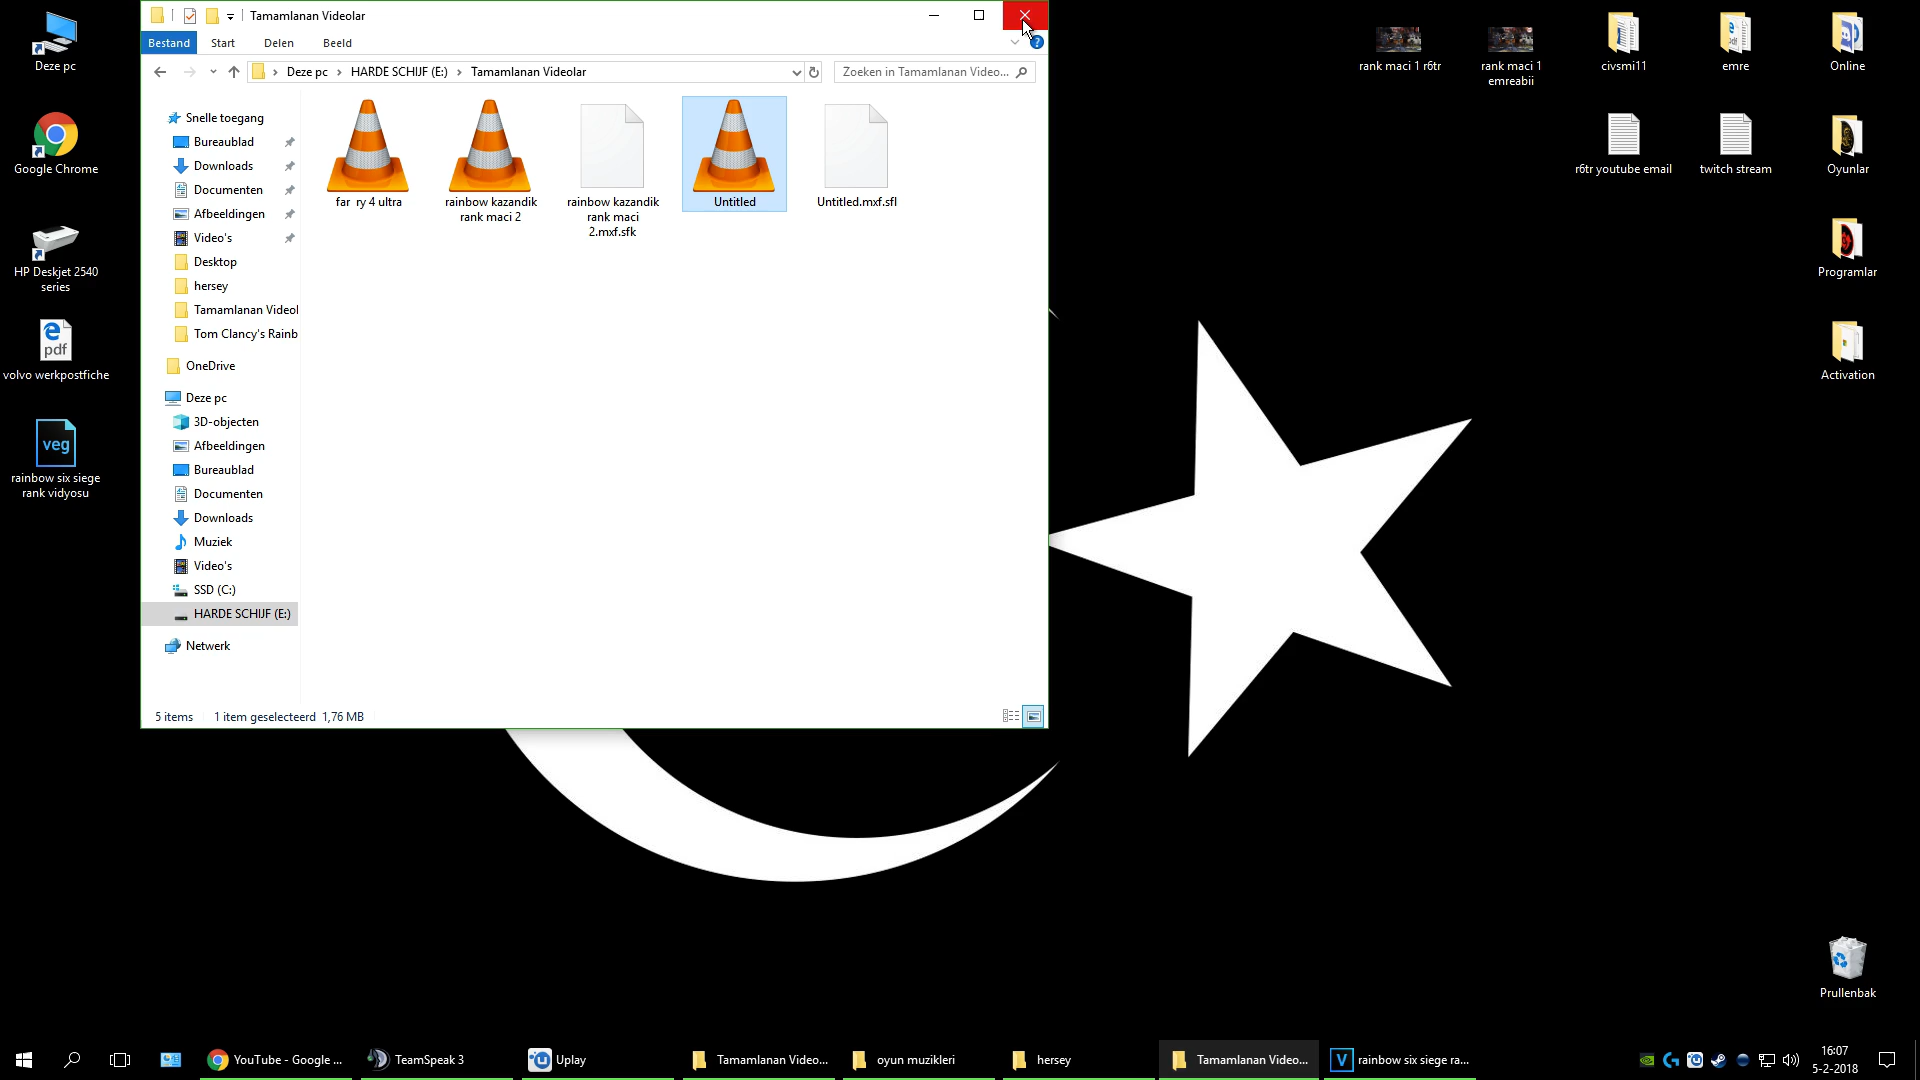 Tamamlanan Videolar
Bestand
Start
Delen
Beeld
Deze pc
HARDE SCHIJF (E:)
Tamamlanan Videolar
Zoeken in Tamamlanan Video...
Snelle toegang
Bureaublad
Downloads
Documenten
Afbeeldingen
Video's
Desktop
hersey
Tamamlanan Videol
Tom Clancy's Rainb
OneDrive
Deze pc
3D-objecten
Afbeeldingen
Bureaublad
Documenten
Downloads
Muziek
Video's
SSD (C:)
HARDE SCHIJF (E:)
Netwerk
far ry 4 ultra
rainbow kazandik
rank maci 2
rainbow kazandik
rank maci
2.mxf.sfk
Untitled
Untitled.mxf.sfl
5 items
1 item geselecteerd 1,76 MB
Deze pc
Google Chrome
HP Deskjet 2540
series
pdf
volvo werkpostfiche
veg
rainbow six siege
rank vidyosu
rank maci 1 r6tr
rank maci 1
emreabii
civsmi11
emre
Online
r6tr youtube email
twitch stream
Oyunlar
Programlar
Activation
Prullenbak
YouTube - Google ...
TeamSpeak 3
Uplay
Tamamlanan Video...
oyun muzikleri
hersey
Tamamlanan Video...
V
rainbow six siege ra...
16:07
5-2-2018